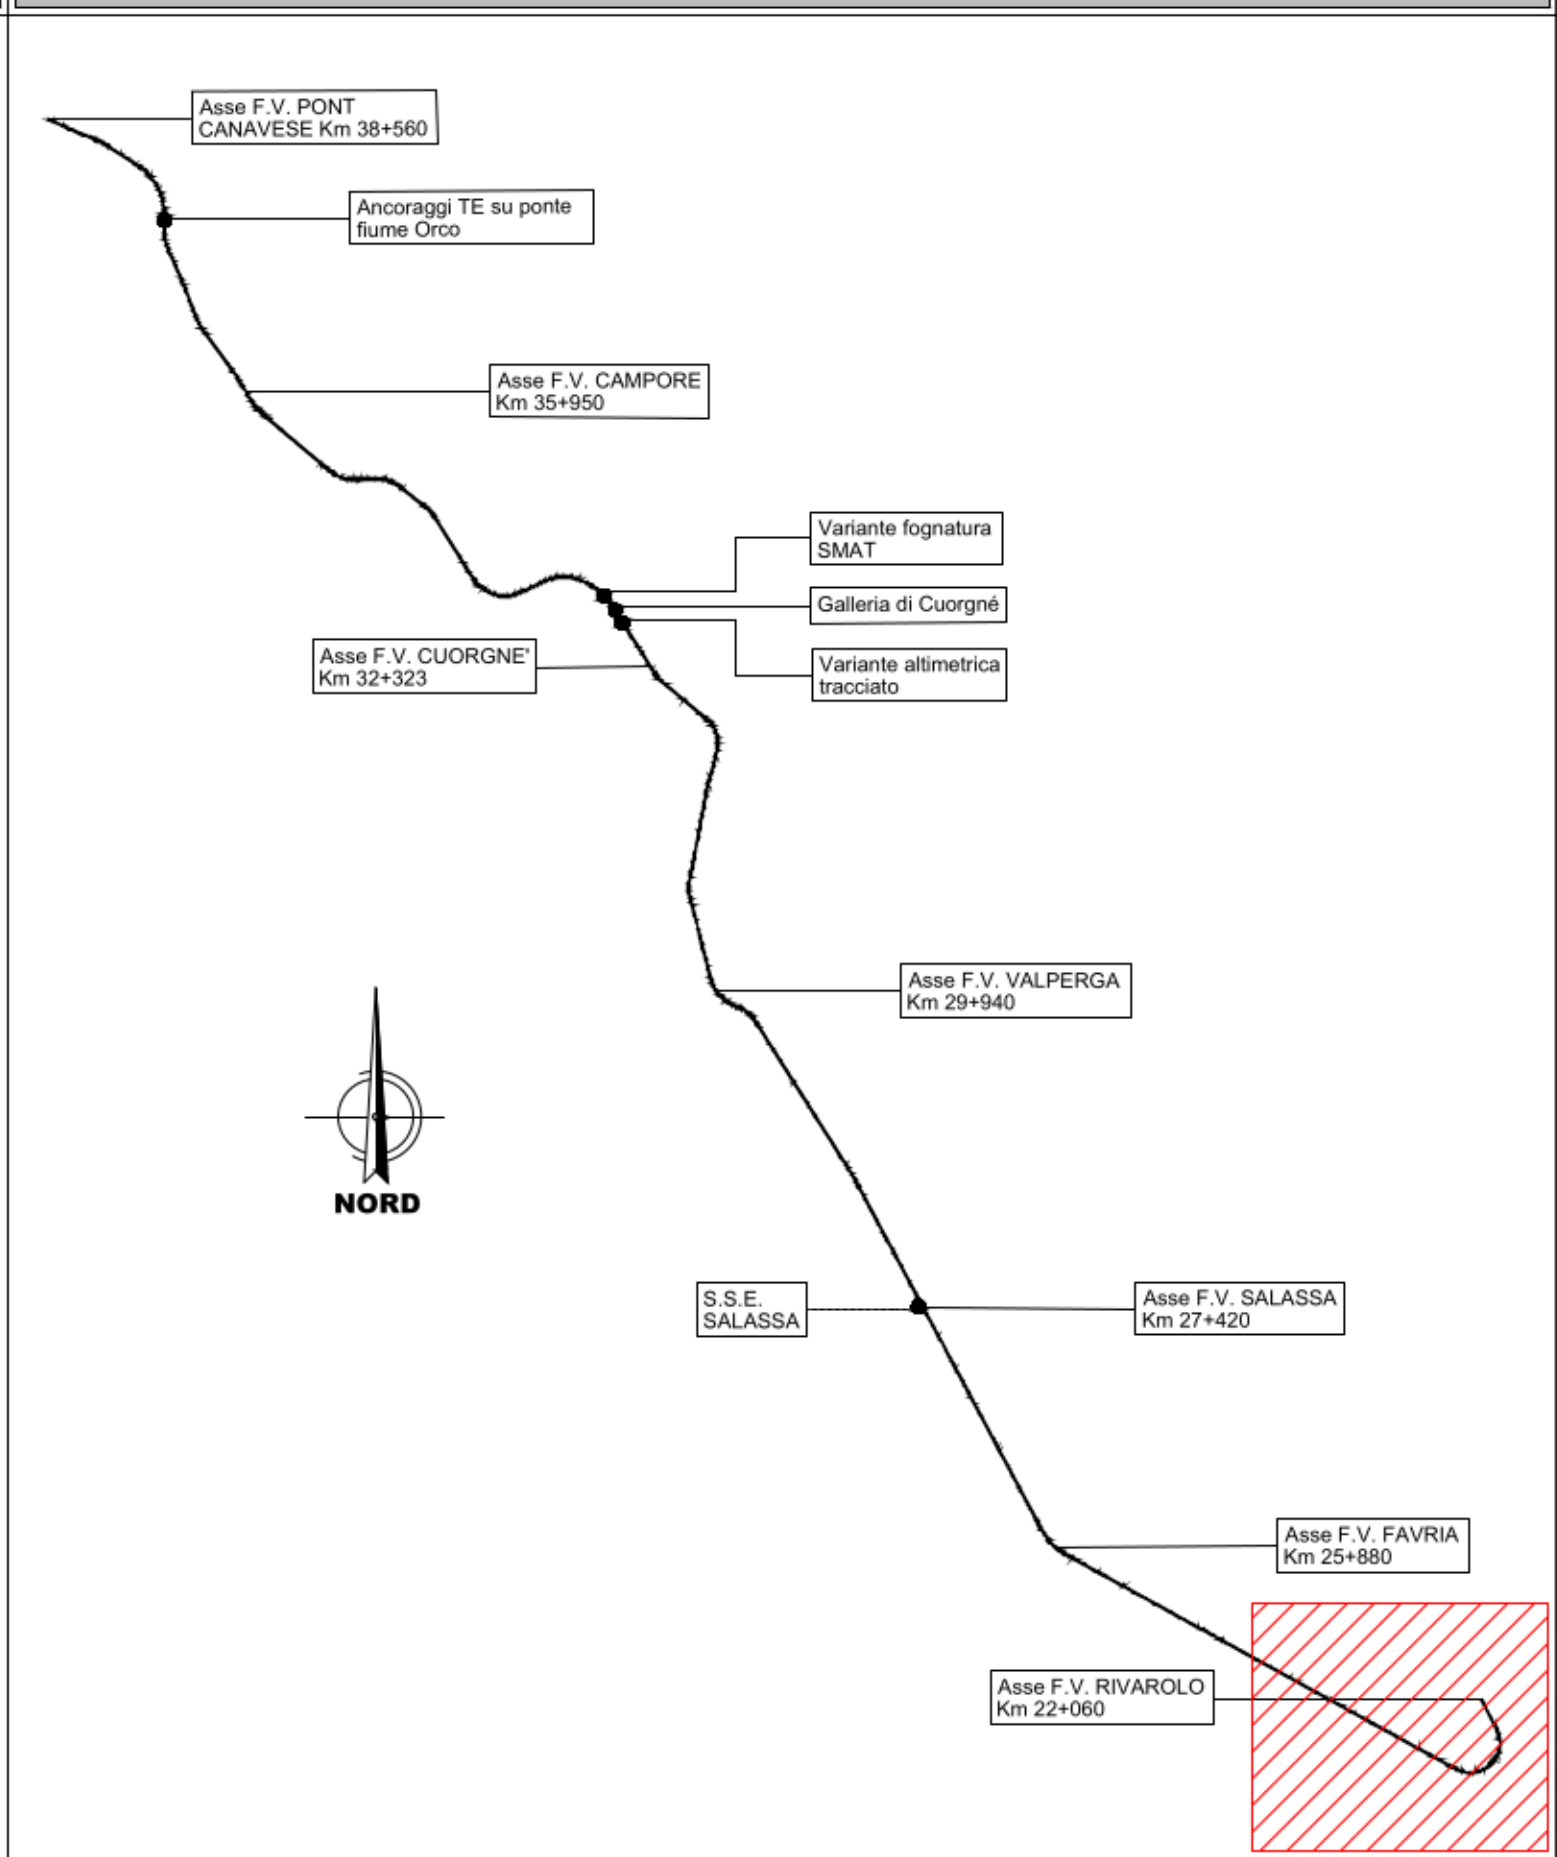 Asse F.V. PONT
CANAVESE Km 38+560
Ancoraggi TE su ponte
fiume Orco
Asse F.V. CAMPORE
Km 35+950
Variante fognatura
SMAT
Galleria di Cuorgné
Asse F.V. CUORGNE'
Km 32+323
Variante altimetrica
tracciato
Asse F.V. VALPERGA
Km 29+940
NORD
S.S.E.
SALASSA
Asse F.V. SALASSA
Km 27+420
Asse F.V. FAVRIA
Km 25+880
Asse F.V. RIVAROLO
Km 22+060